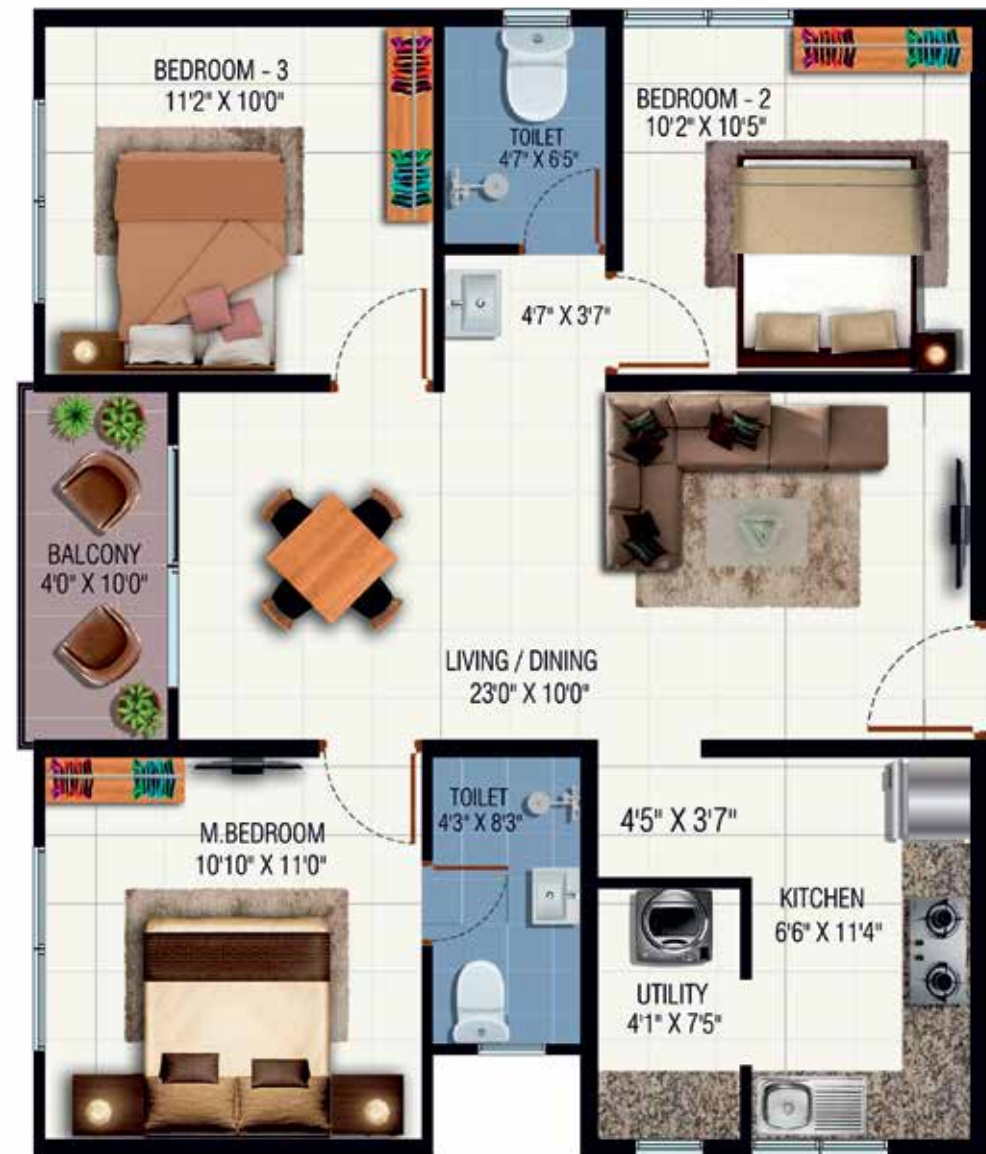 BEDROOM - 3
11'2" X 10'0"
TOILET
4'7" X 6'5"
BEDROOM - 2
10'2" X 10'5"
4'7" X 3'7"
BALCONY
4'0" X 10'0"
LIVING / DINING
23'0" X 10'0"
M.BEDROOM
10'10" X 11'0"
TOILET
4'3" X 8'3"
4'5" X 3'7"
KITCHEN
6'6" X 11'4"
UTILITY
4'1" X 7'5"